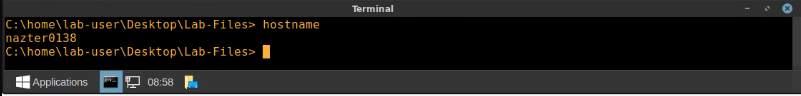 Terminal
C:\home\lab-user\Desktop\Lab-Files> hostname
nazter0138
C:\home\lab-user\Desktop\Lab-Files>
Applications 08:58